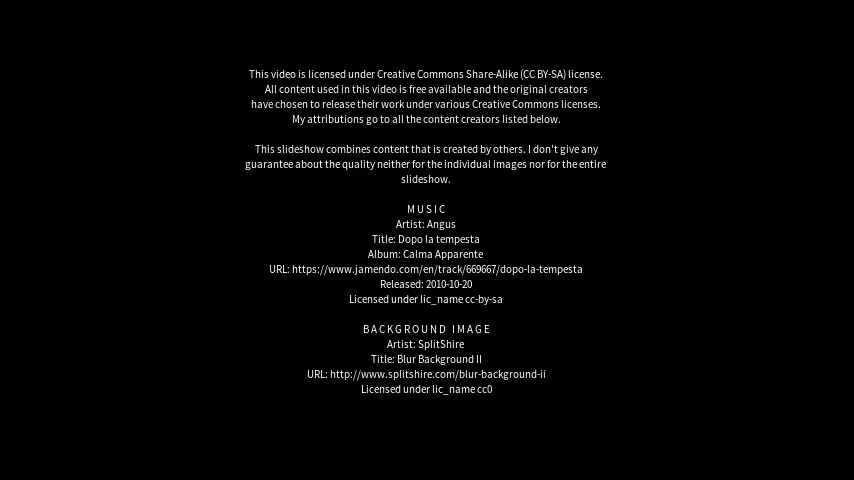 This video is licensed under Creative Commons Share-Alike (CC BY-SA) license.
All content used in this video is free available and the original creators
have chosen to release their work under various Creative Commons licenses.
My attributions go to all the content creators listed below.
This slideshow combines content that is created by others. I don't give any
guarantee about the quality neither for the individual images nor for the entire
slideshow.
MUSIC
Artist: Angus
Title: Dopo la tempesta
Album: Calma Apparente
URL: https://www.jamendo.com/en/track/669667/dopo-la-tempesta
Released: 2010-10-20
Licensed under lic_name cc-by-sa
BACKGROUND IMAGE
Artist: SplitShire
Title: Blur Background II
URL: http://www.splitshire.com/blur-background-ii
Licensed under lic_name cc0